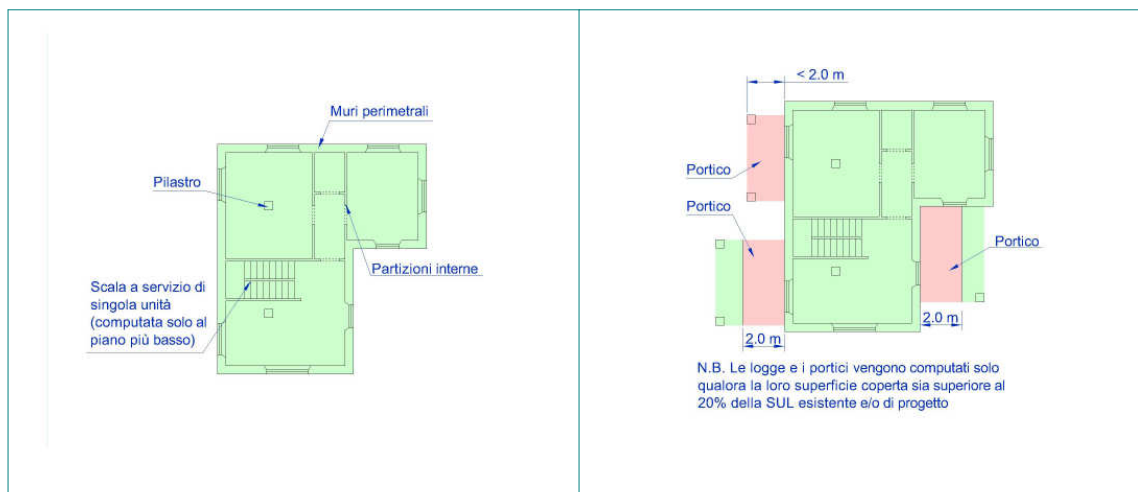 Muri perimetrali
Pilastro
Partizioni interne
Scala a servizio di
singola unità
(computata solo al
piano più basso)
< 2.0 m
Portico
Portico
Portico
2.0 m
2.0 m
N.B. Le logge e i portici vengono computati solo
qualora la loro superficie coperta sia superiore al
20% della SUL esistente e/o di progetto